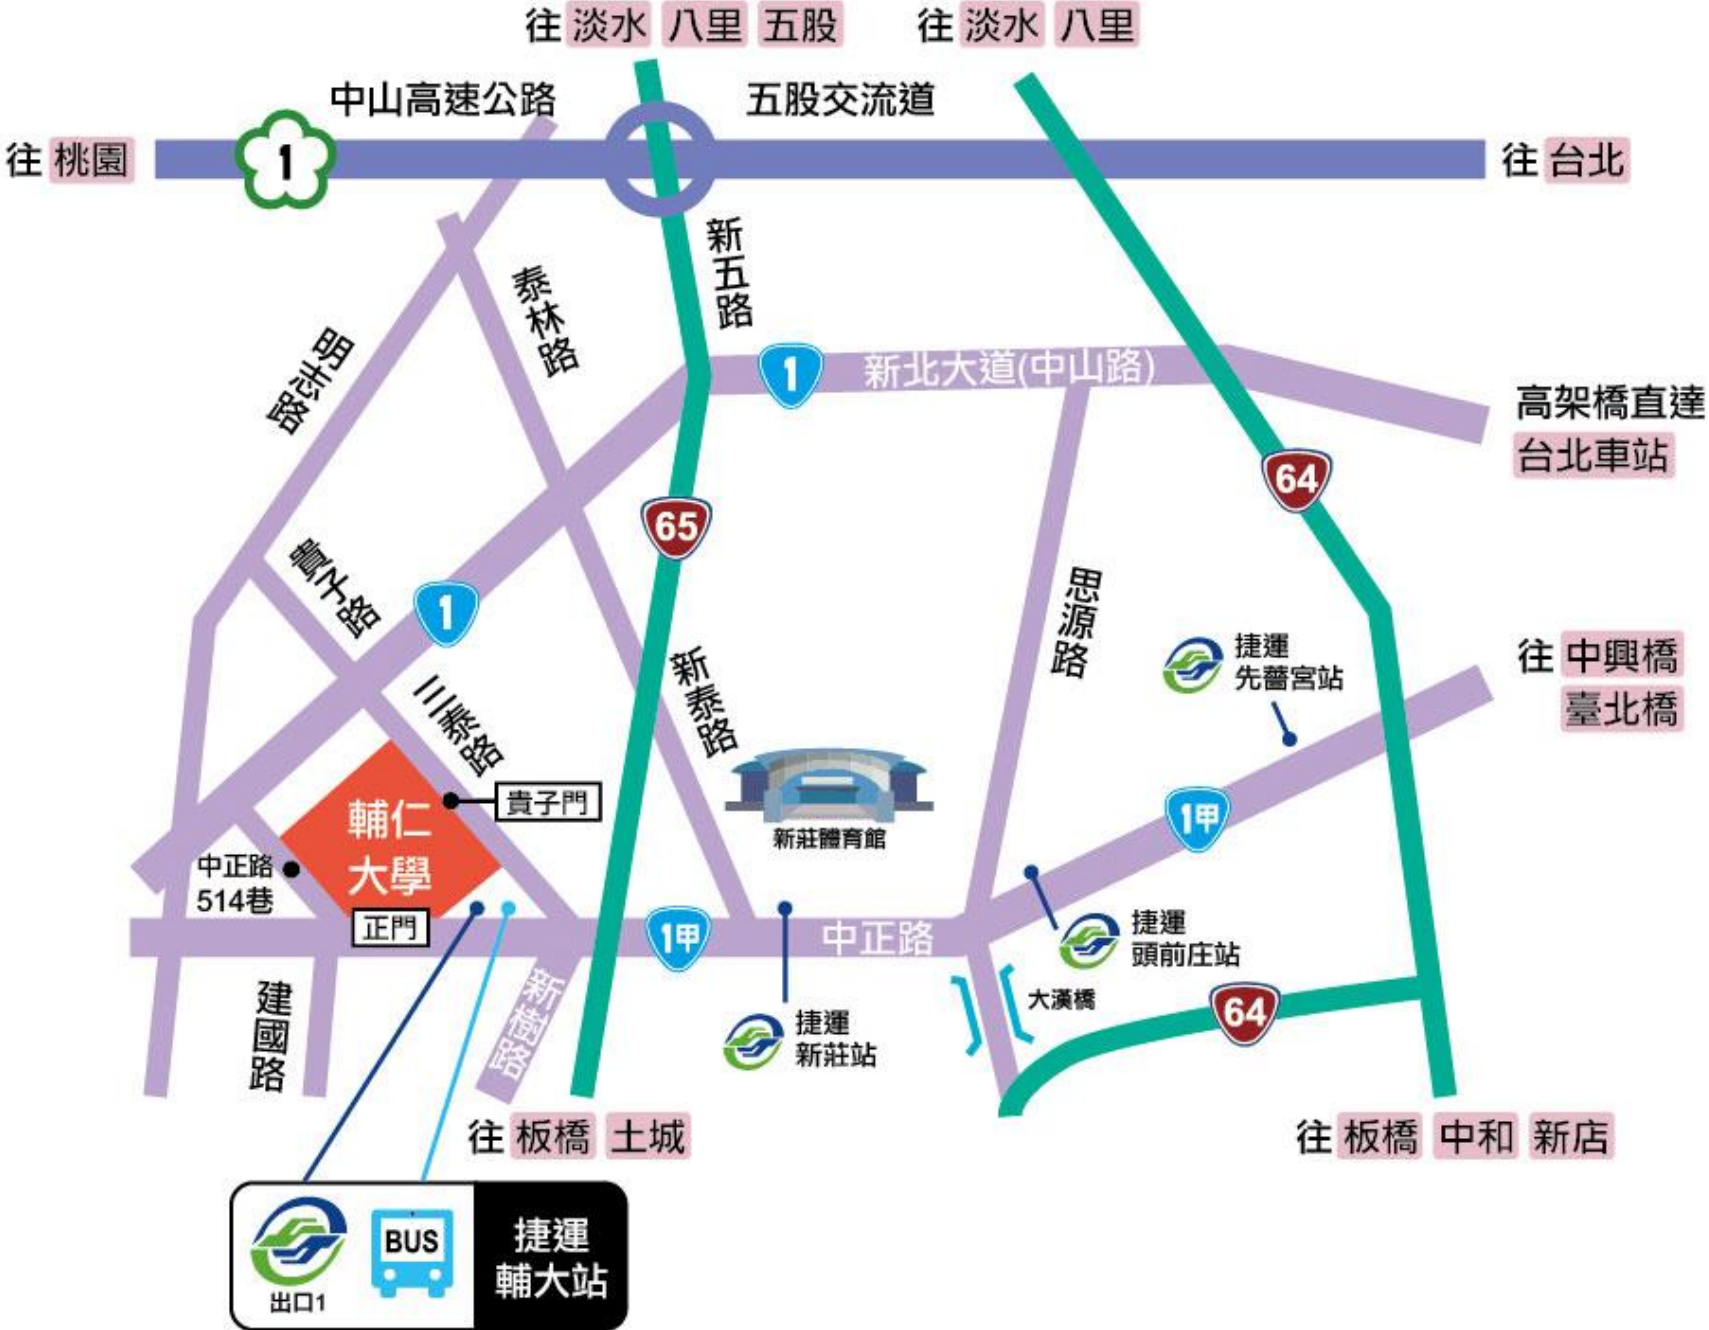 往 淡水 八里 五股
往 淡水 八里
中山高速公路
五股交流道
往 桃園
1
往 台北
新五路
泰林路
明志路
1
新北大道(中山路)
高架橋直達
台北車站
64
65
貴子路
1
思源路
捷運
先嗇宮站
往 中興橋
臺北橋
三泰路
新泰路
貴子門
輔仁
大學
新莊體育館
1甲
中正路
514巷
正門
1甲
中正路
捷運
頭前庄站
建國路
新樹路
大漢橋
64
捷運
新莊站
往 板橋 土城
往 板橋 中和 新店
BUS
出口1
捷運
輔大站